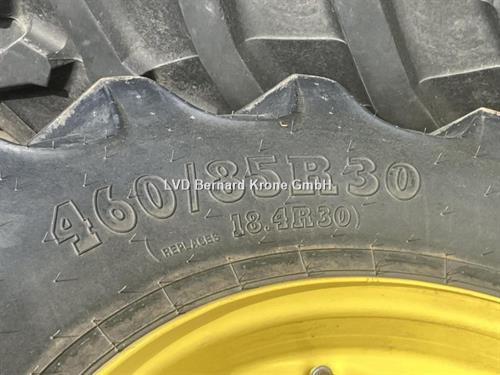 460/85R30
LVD Bernard Krone GmbH
(REPLACES 18.4R30)